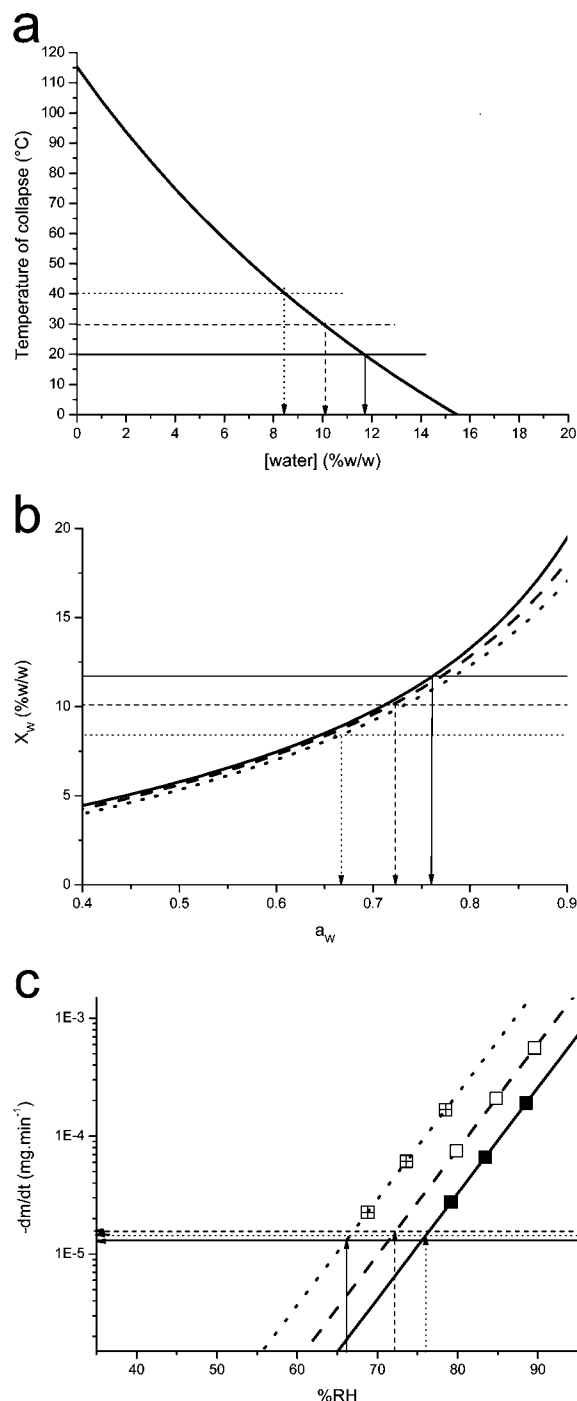 a
120
110
100
90
80
70
60
50
40
30
20
10
0
Temperature of collapse (°C)
0 2 4 6 8 10 12 14 16 18 20
[water] (%w/w)
b
20
15
10
5
0
X_W (%w/w)
0.4 0.5 0.6 0.7 0.8 0.9
a_W
c
1E-3
1E-4
1E-5
-dm/dt (mg.min⁻¹)
40 50 60 70 80 90
%RH